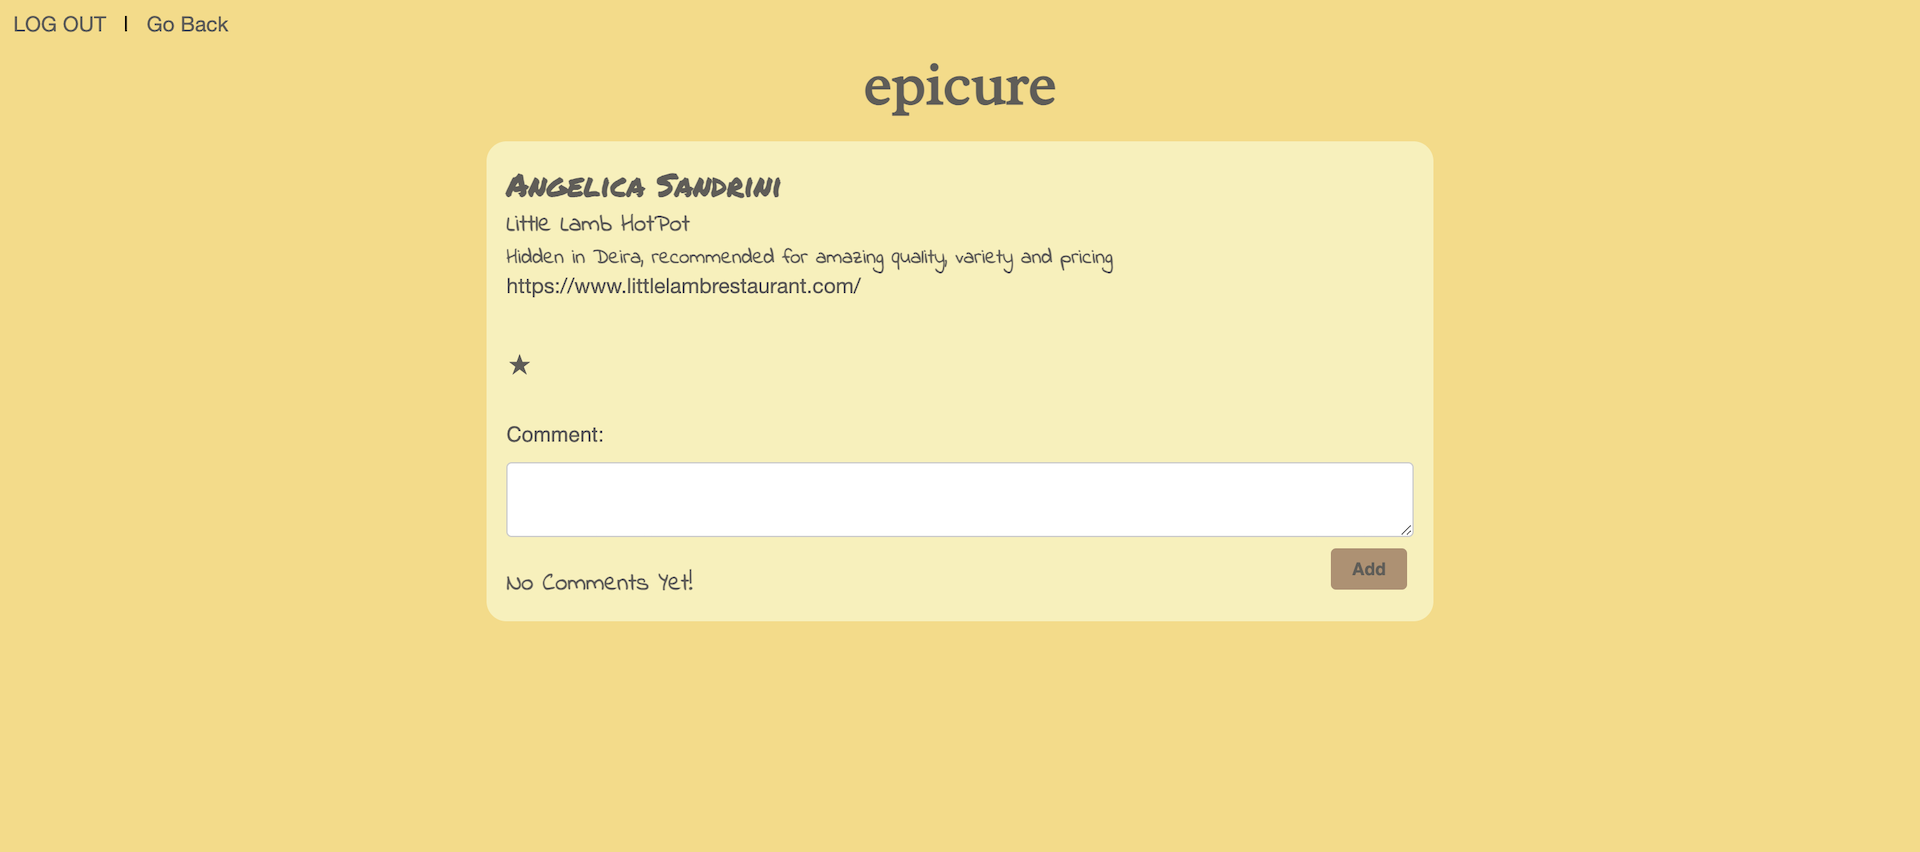 LOG OUT | Go Back
epicure
Angelica Sandrini
Little Lamb HotPot
Hidden in Deira, recommended for amazing quality, variety and pricing
https://www.littlelambrestaurant.com/
★
Comment:
Add
No Comments Yet!